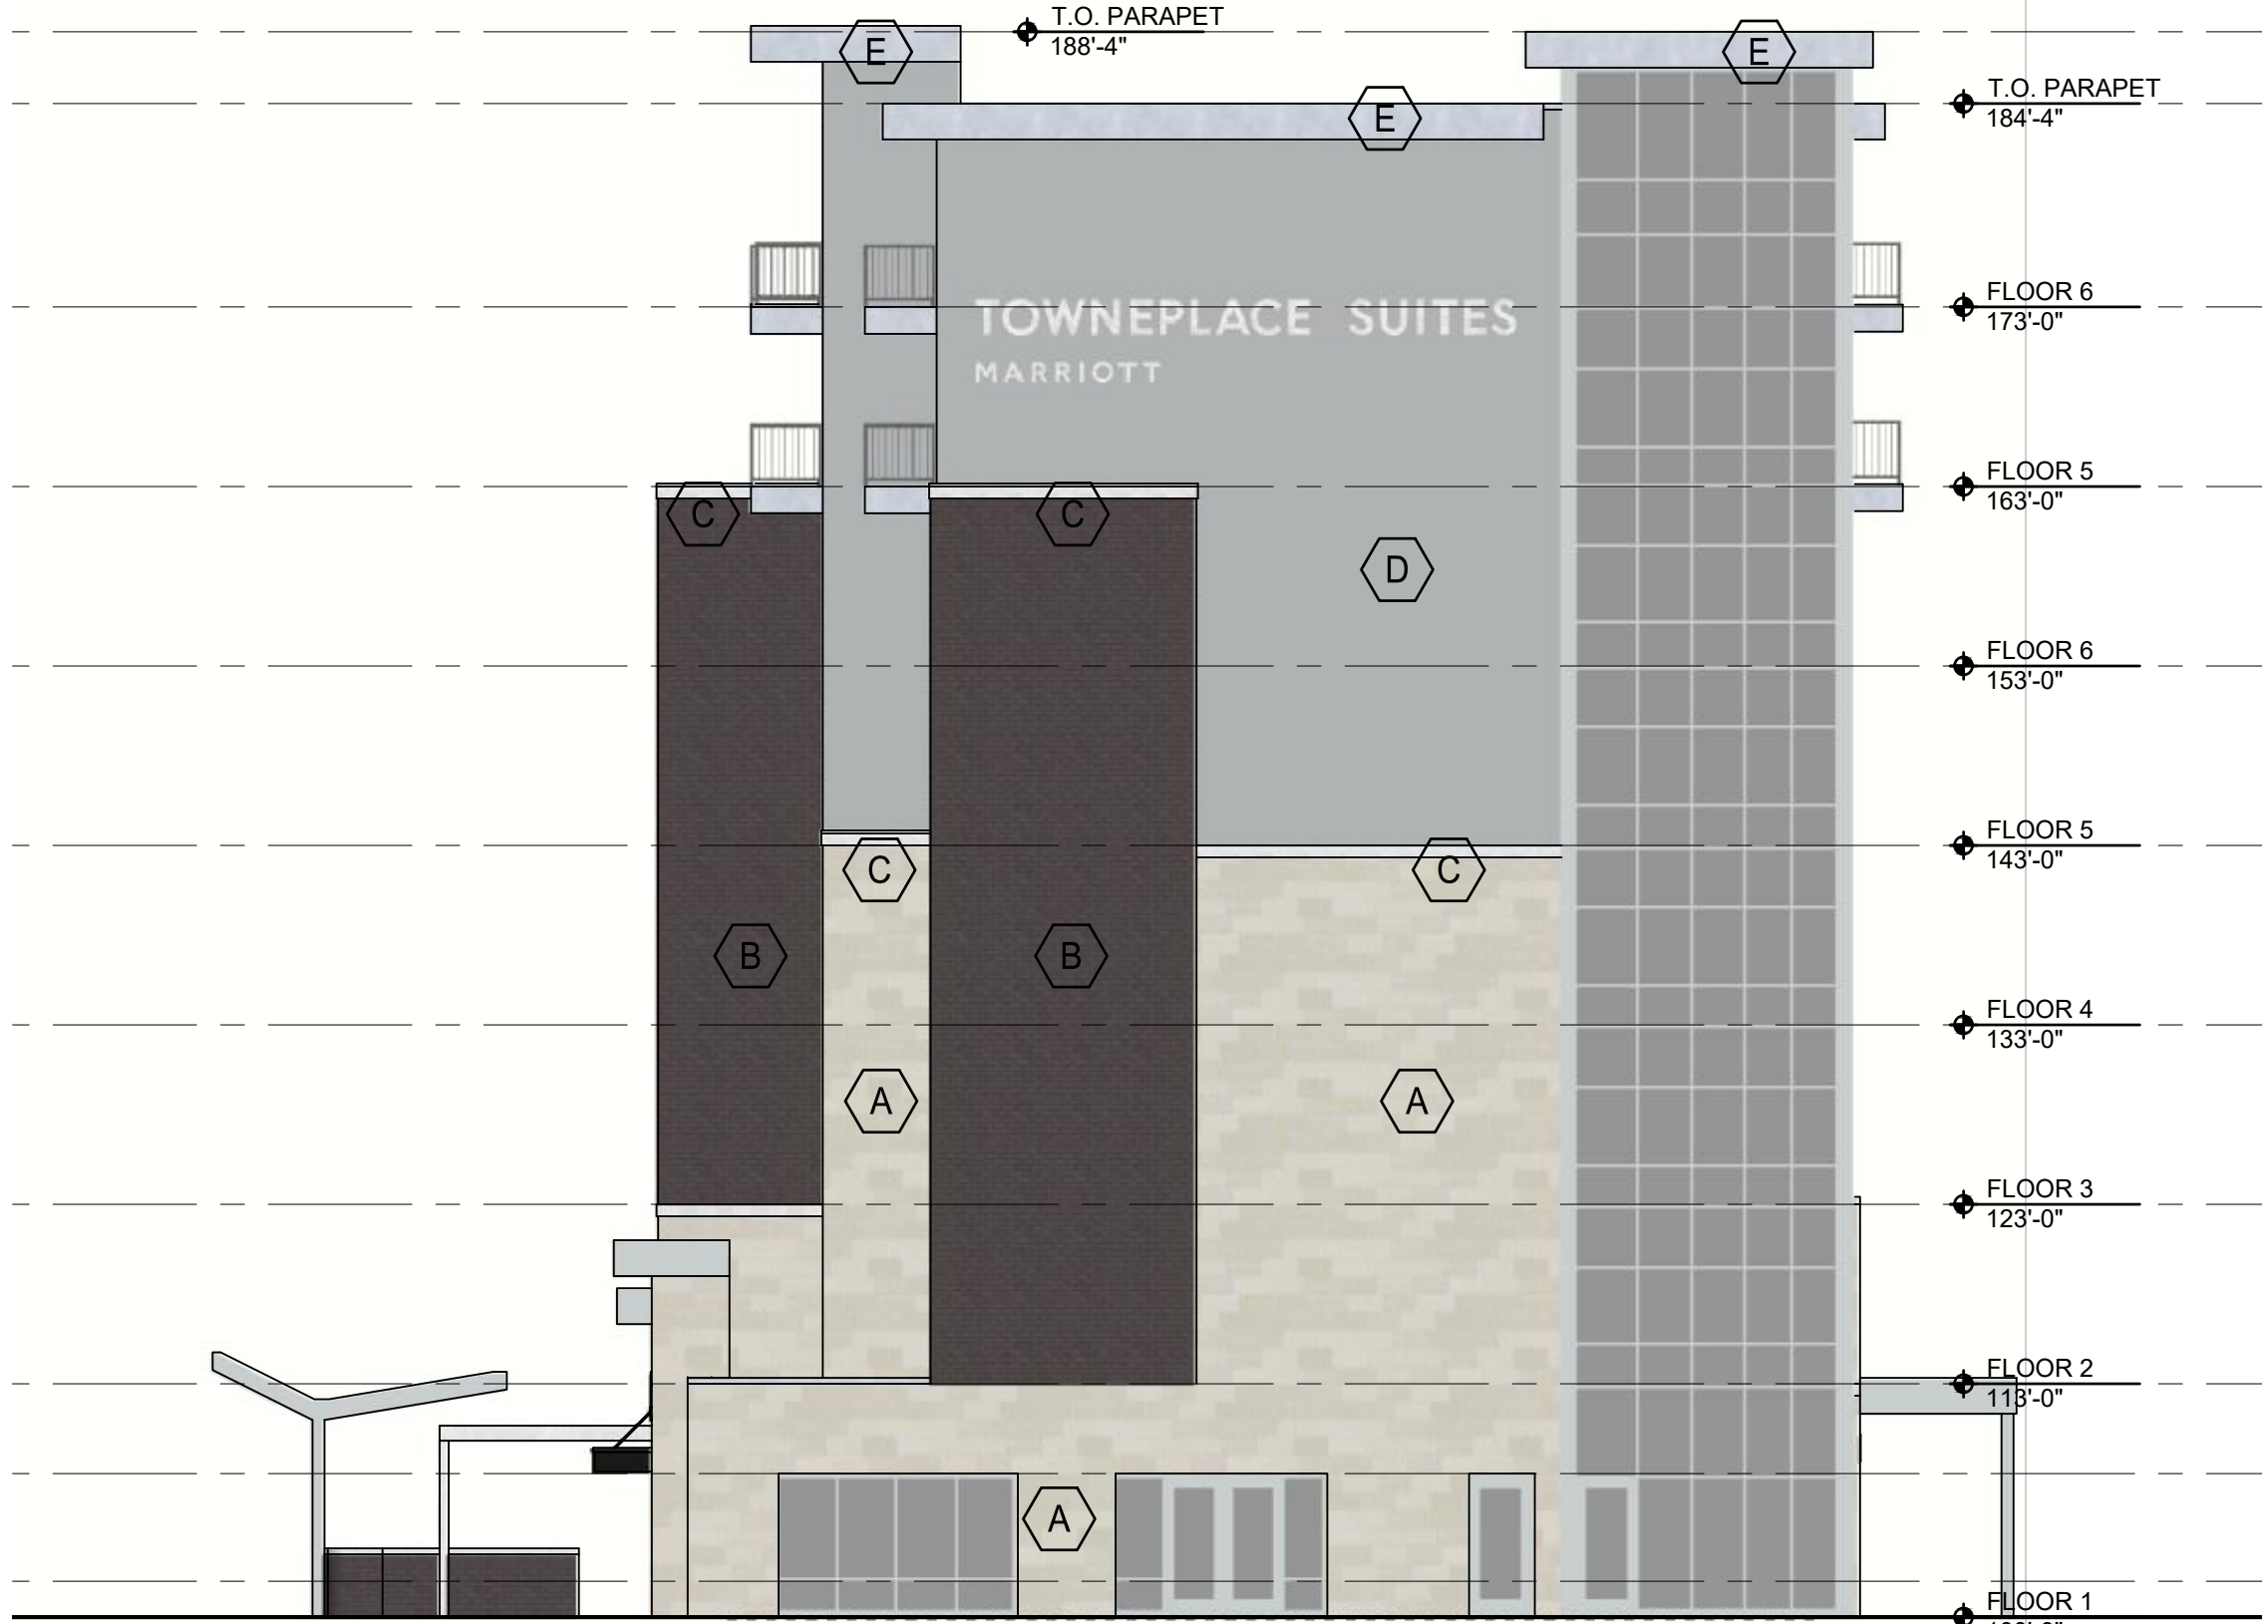 T.O. PARAPET
188'-4"
E
E
T.O. PARAPET
184'-4"
E
FLOOR 6
173'-0"
TOWNEPLACE SUITES
MARRIOTT
FLOOR 5
163'-0"
C
C
D
FLOOR 6
153'-0"
FLOOR 5
143'-0"
C
C
B
B
FLOOR 4
133'-0"
A
A
FLOOR 3
123'-0"
FLOOR 2
113'-0"
A
FLOOR 1